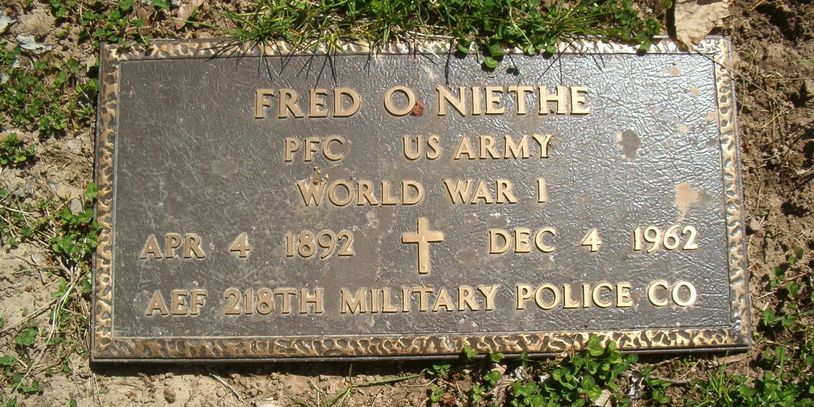 FRED O NIETHE
PFC US ARMY
WORLD WAR I
APR 4 1892 DEC 4 1962
AEF 218TH MILITARY POLICE CO